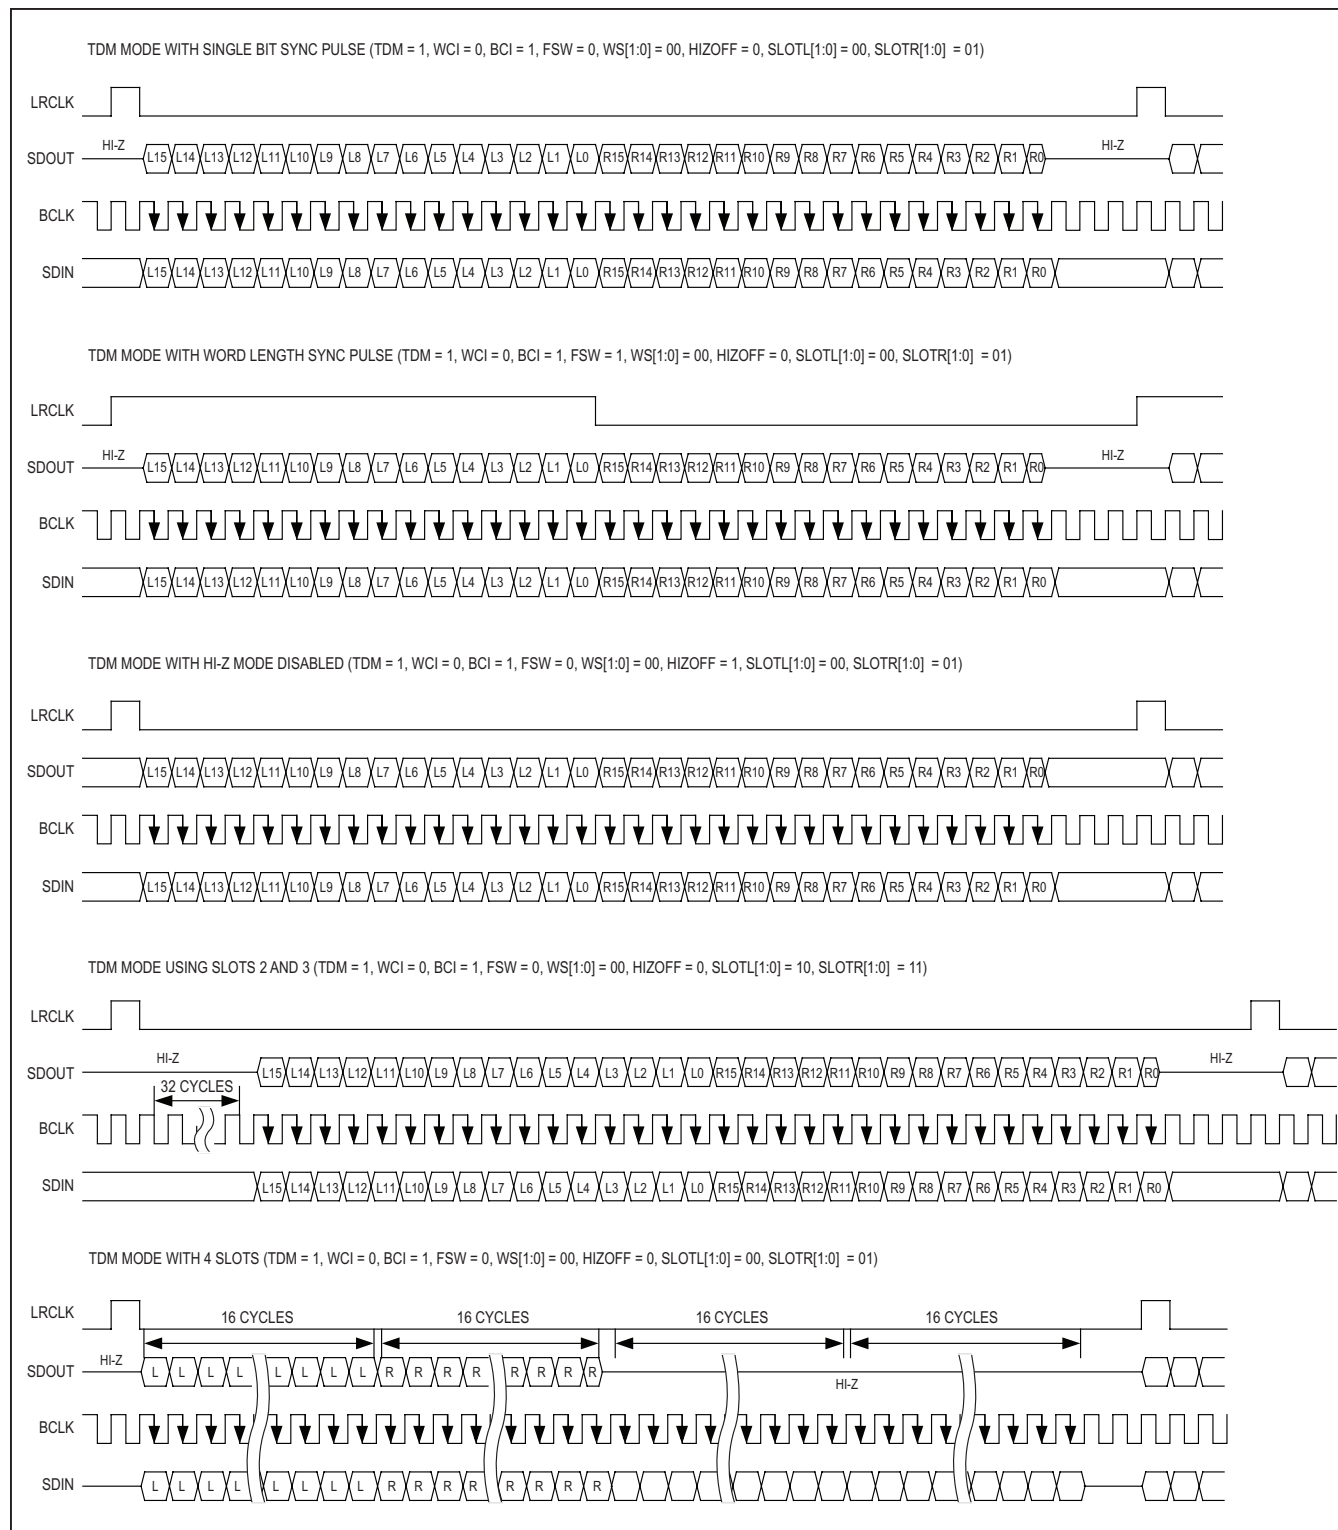 TDM MODE WITH SINGLE BIT SYNC PULSE (TDM = 1, WCI = 0, BCI = 1, FSW = 0, WS[1:0] = 00, HIZOFF = 0, SLOTL[1:0] = 00, SLOTR[1:0] = 01)
LRCLK
HI-Z
SDOUT L15 L14 L13 L12 L11 L10 L9 L8 L7 L6 L5 L4 L3 L2 L1 L0 R15 R14 R13 R12 R11 R10 R9 R8 R7 R6 R5 R4 R3 R2 R1 R0 HI-Z
BCLK
SDIN L15 L14 L13 L12 L11 L10 L9 L8 L7 L6 L5 L4 L3 L2 L1 L0 R15 R14 R13 R12 R11 R10 R9 R8 R7 R6 R5 R4 R3 R2 R1 R0
TDM MODE WITH WORD LENGTH SYNC PULSE (TDM = 1, WCI = 0, BCI = 1, FSW = 1, WS[1:0] = 00, HIZOFF = 0, SLOTL[1:0] = 00, SLOTR[1:0] = 01)
LRCLK
HI-Z
SDOUT L15 L14 L13 L12 L11 L10 L9 L8 L7 L6 L5 L4 L3 L2 L1 L0 R15 R14 R13 R12 R11 R10 R9 R8 R7 R6 R5 R4 R3 R2 R1 R0 HI-Z
BCLK
SDIN L15 L14 L13 L12 L11 L10 L9 L8 L7 L6 L5 L4 L3 L2 L1 L0 R15 R14 R13 R12 R11 R10 R9 R8 R7 R6 R5 R4 R3 R2 R1 R0
TDM MODE WITH HI-Z MODE DISABLED (TDM = 1, WCI = 0, BCI = 1, FSW = 0, WS[1:0] = 00, HIZOFF = 1, SLOTL[1:0] = 00, SLOTR[1:0] = 01)
LRCLK
SDOUT L15 L14 L13 L12 L11 L10 L9 L8 L7 L6 L5 L4 L3 L2 L1 L0 R15 R14 R13 R12 R11 R10 R9 R8 R7 R6 R5 R4 R3 R2 R1 R0
BCLK
SDIN L15 L14 L13 L12 L11 L10 L9 L8 L7 L6 L5 L4 L3 L2 L1 L0 R15 R14 R13 R12 R11 R10 R9 R8 R7 R6 R5 R4 R3 R2 R1 R0
TDM MODE USING SLOTS 2 AND 3 (TDM = 1, WCI = 0, BCI = 1, FSW = 0, WS[1:0] = 00, HIZOFF = 0, SLOTL[1:0] = 10, SLOTR[1:0] = 11)
LRCLK
HI-Z
SDOUT L15 L14 L13 L12 L11 L10 L9 L8 L7 L6 L5 L4 L3 L2 L1 L0 R15 R14 R13 R12 R11 R10 R9 R8 R7 R6 R5 R4 R3 R2 R1 R0 HI-Z
32 CYCLES
BCLK
SDIN L15 L14 L13 L12 L11 L10 L9 L8 L7 L6 L5 L4 L3 L2 L1 L0 R15 R14 R13 R12 R11 R10 R9 R8 R7 R6 R5 R4 R3 R2 R1 R0
TDM MODE WITH 4 SLOTS (TDM = 1, WCI = 0, BCI = 1, FSW = 0, WS[1:0] = 00, HIZOFF = 0, SLOTL[1:0] = 00, SLOTR[1:0] = 01)
LRCLK
16 CYCLES 16 CYCLES 16 CYCLES 16 CYCLES
HI-Z
SDOUT L L L L L L L L R R R R R R R R
HI-Z
BCLK
SDIN L L L L L L L L R R R R R R R R